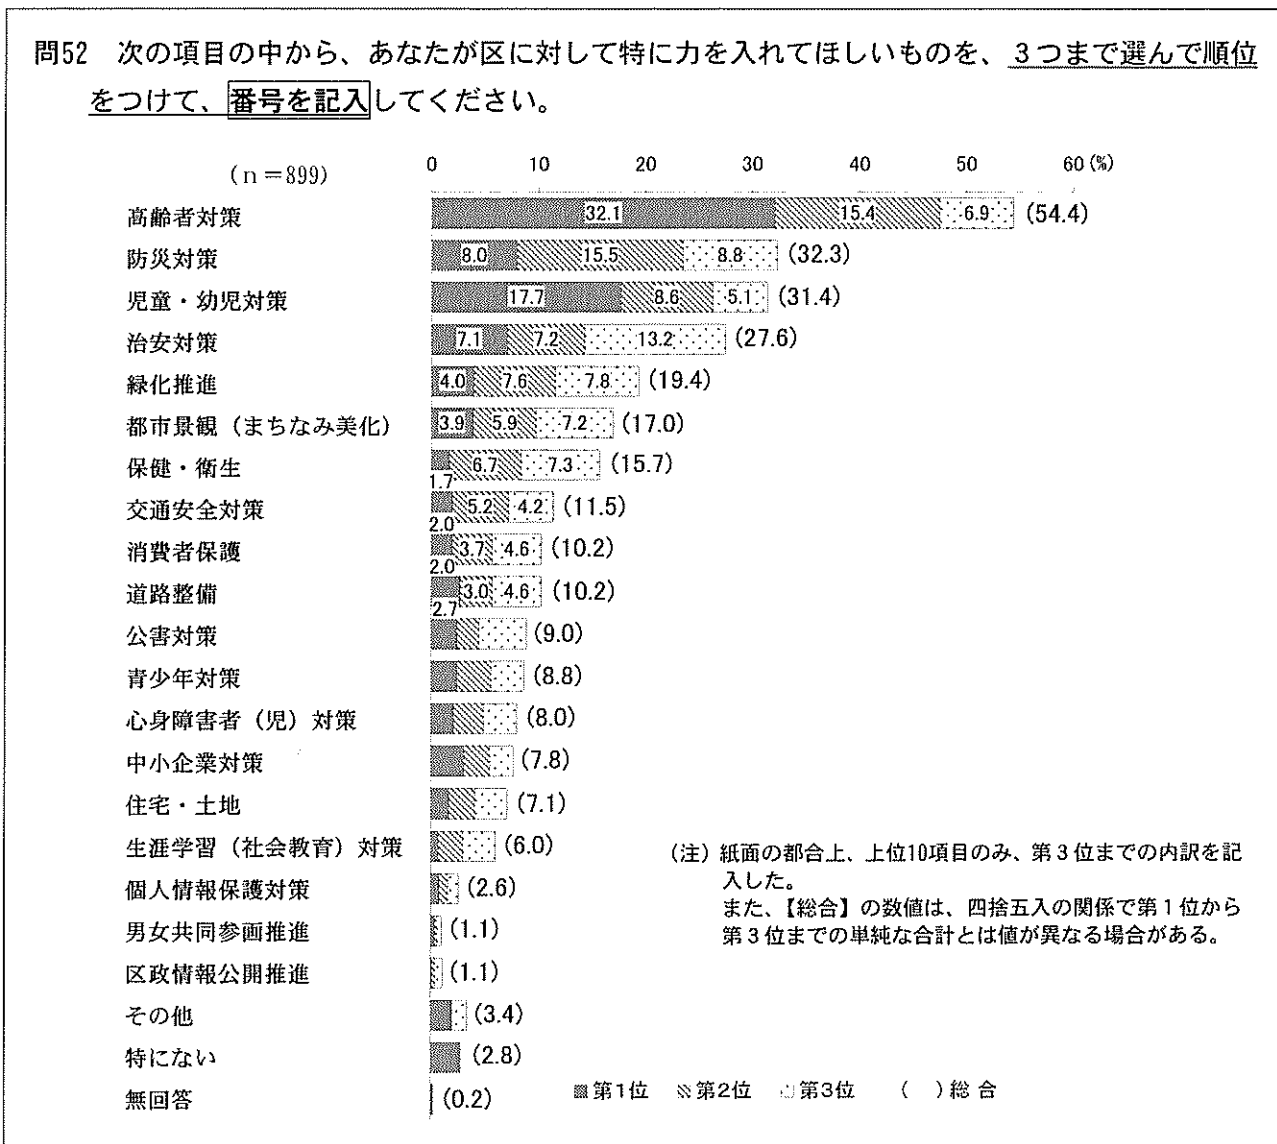 問52　次の項目の中から、あなたが区に対して特に力を入れてほしいものを、３つまで選んで順位
をつけて、番号を記入してください。
(ｎ＝899) 0 10 20 30 40 50 60(%)
高齢者対策 32.1 15.4 6.9 (54.4)
防災対策 8.0 15.5 8.8 (32.3)
児童・幼児対策 17.7 8.6 5.1 (31.4)
治安対策 7.1 7.2 13.2 (27.6)
緑化推進 4.0 7.6 7.8 (19.4)
都市景観（まちなみ美化） 3.9 5.9 7.2 (17.0)
保健・衛生 1.7 6.7 7.3 (15.7)
交通安全対策 2.0 5.2 4.2 (11.5)
消費者保護 2.0 3.7 4.6 (10.2)
道路整備 2.7 3.0 4.6 (10.2)
公害対策 (9.0)
青少年対策 (8.8)
心身障害者（児）対策 (8.0)
中小企業対策 (7.8)
住宅・土地 (7.1)
生涯学習（社会教育）対策 (6.0)
個人情報保護対策 (2.6)
男女共同参画推進 (1.1)
区政情報公開推進 (1.1)
その他 (3.4)
特にない (2.8)
無回答 (0.2)
（注）紙面の都合上、上位10項目のみ、第３位までの内訳を記
入した。
また、【総合】の数値は、四捨五入の関係で第１位から
第３位までの単純な合計とは値が異なる場合がある。
第1位 第2位 第3位 （ ）総 合